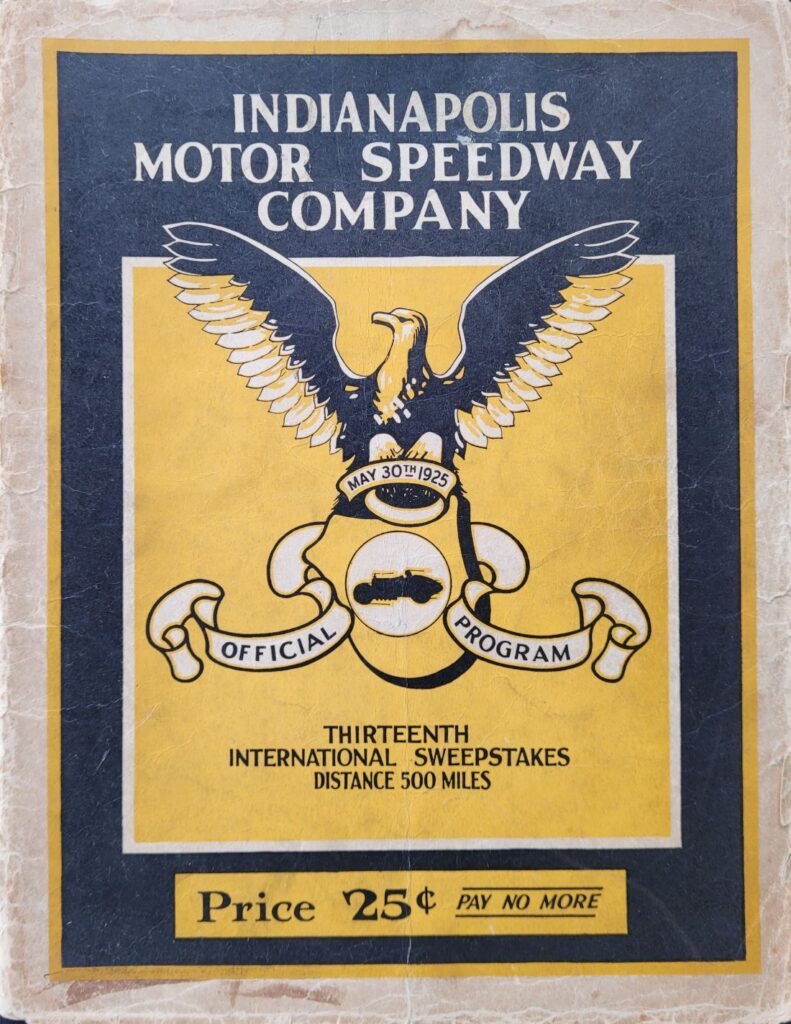 INDIANAPOLIS
MOTOR SPEEDWAY
COMPANY
MAY 30TH 1925
OFFICIAL PROGRAM
THIRTEENTH
INTERNATIONAL SWEEPSTAKES
DISTANCE 500 MILES
Price 25¢ PAY NO MORE